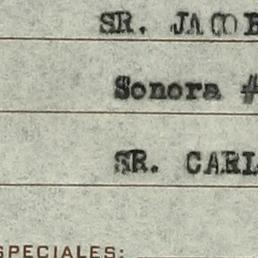 SR. JACOB
Sonora #
SR. CARL
SPECIALES: